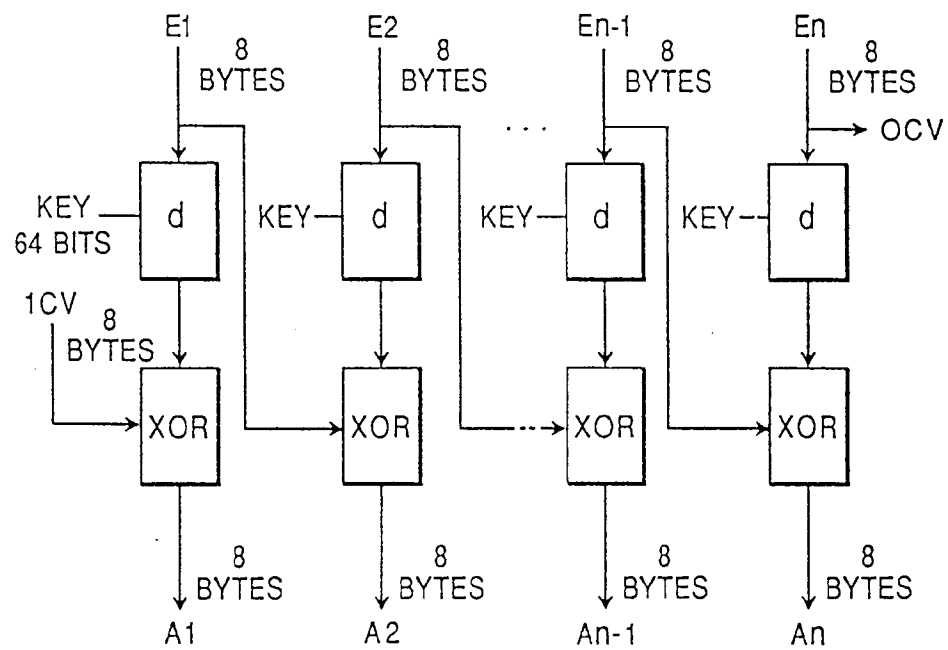 E1 E2 En-1 En
8 BYTES 8 BYTES 8 BYTES 8 BYTES
. . . OCV
KEY 64 BITS d KEY d KEY d KEY d
1CV 8 BYTES
XOR XOR XOR XOR
8 BYTES 8 BYTES 8 BYTES 8 BYTES
A1 A2 An-1 An